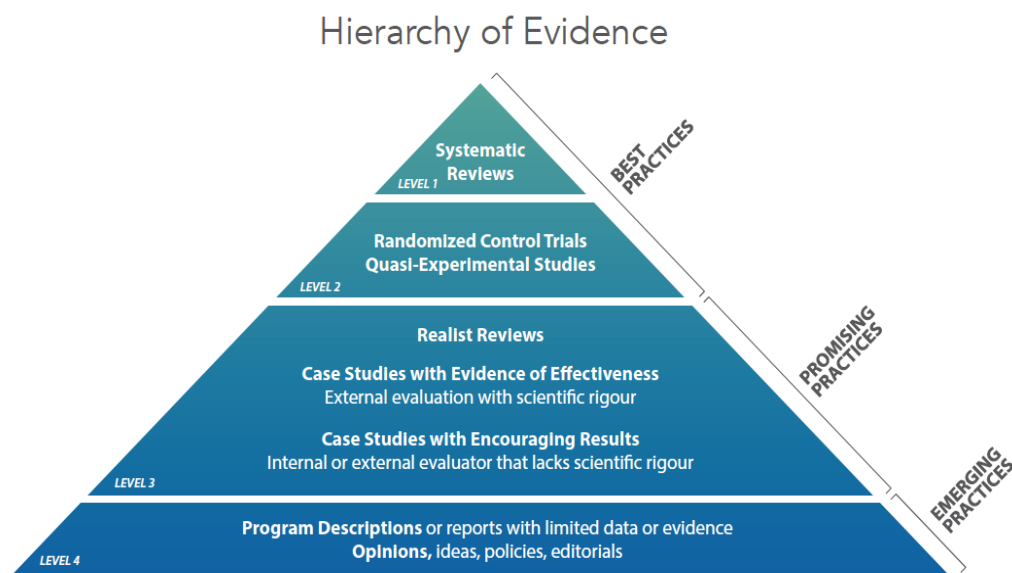 Hierarchy of Evidence
Systematic
Reviews
LEVEL 1
BEST
PRACTICES
Randomized Control Trials
Quasi-Experimental Studies
LEVEL 2
Realist Reviews
Case Studies with Evidence of Effectiveness
External evaluation with scientific rigour
Case Studies with Encouraging Results
Internal or external evaluator that lacks scientific rigour
LEVEL 3
PROMISING
PRACTICES
Program Descriptions or reports with limited data or evidence
Opinions, ideas, policies, editorials
LEVEL 4
EMERGING
PRACTICES